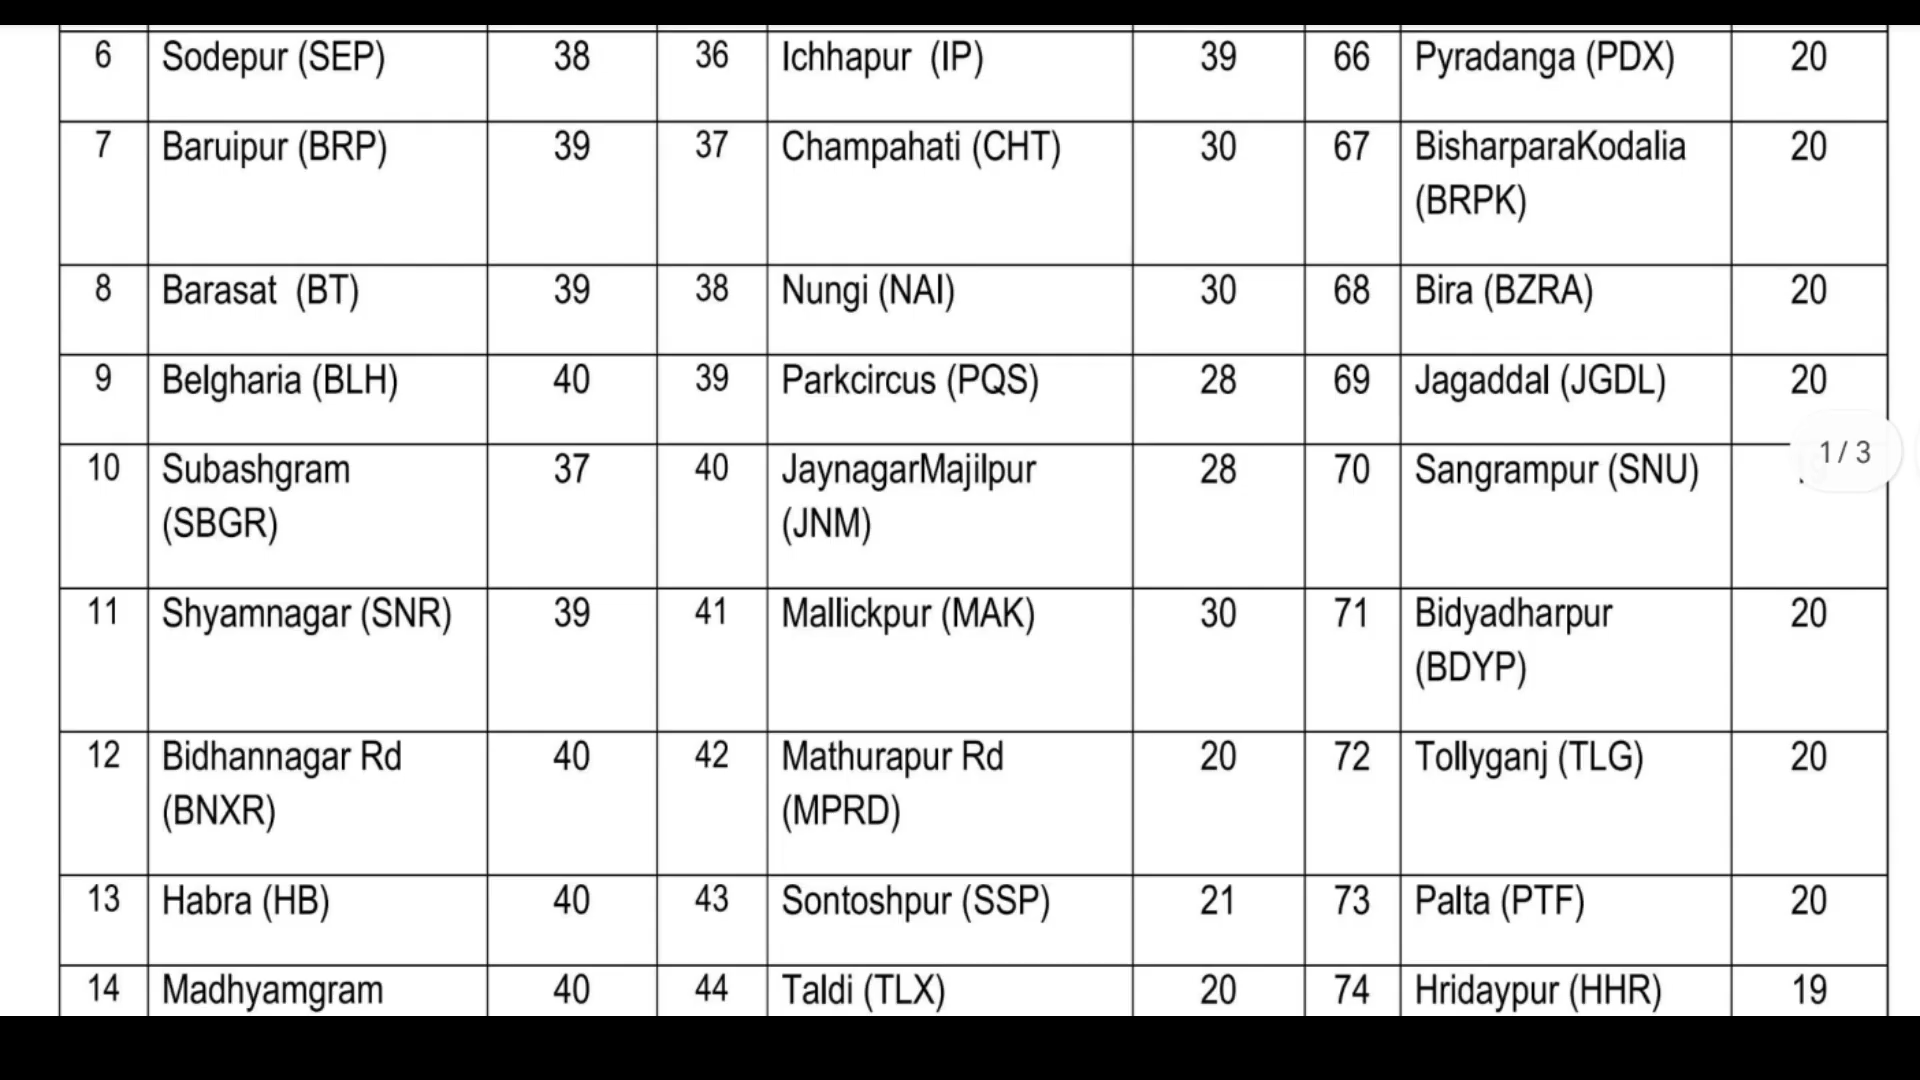 6 Sodepur (SEP) 38 36 Ichhapur (IP) 39 66 Pyradanga (PDX) 20
7 Baruipur (BRP) 39 37 Champahati (CHT) 30 67 BisharparaKodalia 20
(BRPK)
8 Barasat (BT) 39 38 Nungi (NAI) 30 68 Bira (BZRA) 20
9 Belgharia (BLH) 40 39 Parkcircus (PQS) 28 69 Jagaddal (JGDL) 20
10 Subashgram 37 40 JaynagarMajilpur 28 70 Sangrampur (SNU) 1 / 3
(SBGR) (JNM)
11 Shyamnagar (SNR) 39 41 Mallickpur (MAK) 30 71 Bidyadharpur 20
(BDYP)
12 Bidhannagar Rd 40 42 Mathurapur Rd 20 72 Tollyganj (TLG) 20
(BNXR) (MPRD)
13 Habra (HB) 40 43 Sontoshpur (SSP) 21 73 Palta (PTF) 20
14 Madhyamgram 40 44 Taldi (TLX) 20 74 Hridaypur (HHR) 19